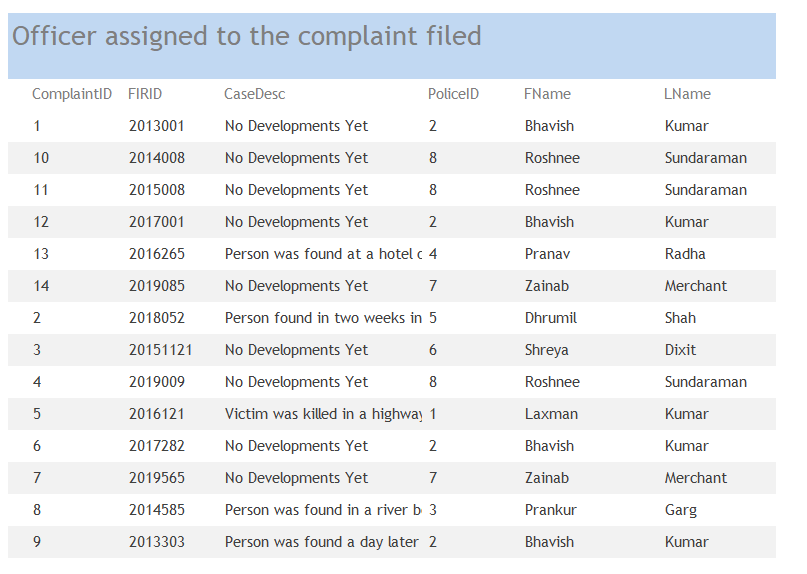 Officer assigned to the complaint filed
ComplaintID FIRID CaseDesc PoliceID FName LName
1 2013001 No Developments Yet 2 Bhavish Kumar
10 2014008 No Developments Yet 8 Roshnee Sundaraman
11 2015008 No Developments Yet 8 Roshnee Sundaraman
12 2017001 No Developments Yet 2 Bhavish Kumar
13 2016265 Person was found at a hotel 4 Pranav Radha
14 2019085 No Developments Yet 7 Zainab Merchant
2 2018052 Person found in two weeks in 5 Dhrumil Shah
3 20151121 No Developments Yet 6 Shreya Dixit
4 2019009 No Developments Yet 8 Roshnee Sundaraman
5 2016121 Victim was killed in a highway 1 Laxman Kumar
6 2017282 No Developments Yet 2 Bhavish Kumar
7 2019565 No Developments Yet 7 Zainab Merchant
8 2014585 Person was found in a river b 3 Prankur Garg
9 2013303 Person was found a day later 2 Bhavish Kumar